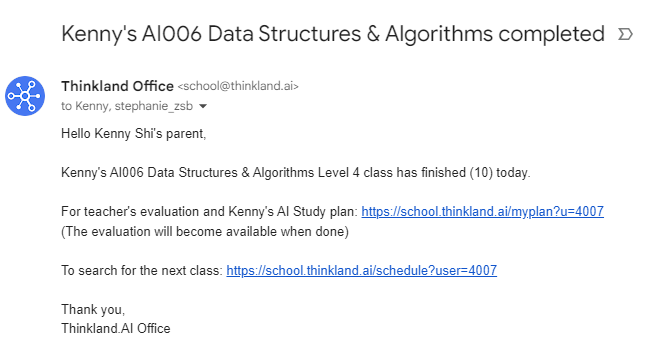 Kenny's AI006 Data Structures & Algorithms completed
Thinkland Office <school@thinkland.ai>
to Kenny, stephanie_zsb
Hello Kenny Shi's parent,
Kenny's AI006 Data Structures & Algorithms Level 4 class has finished (10) today.
For teacher's evaluation and Kenny's AI Study plan: https://school.thinkland.ai/myplan?u=4007
(The evaluation will become available when done)
To search for the next class: https://school.thinkland.ai/schedule?user=4007
Thank you,
Thinkland.AI Office